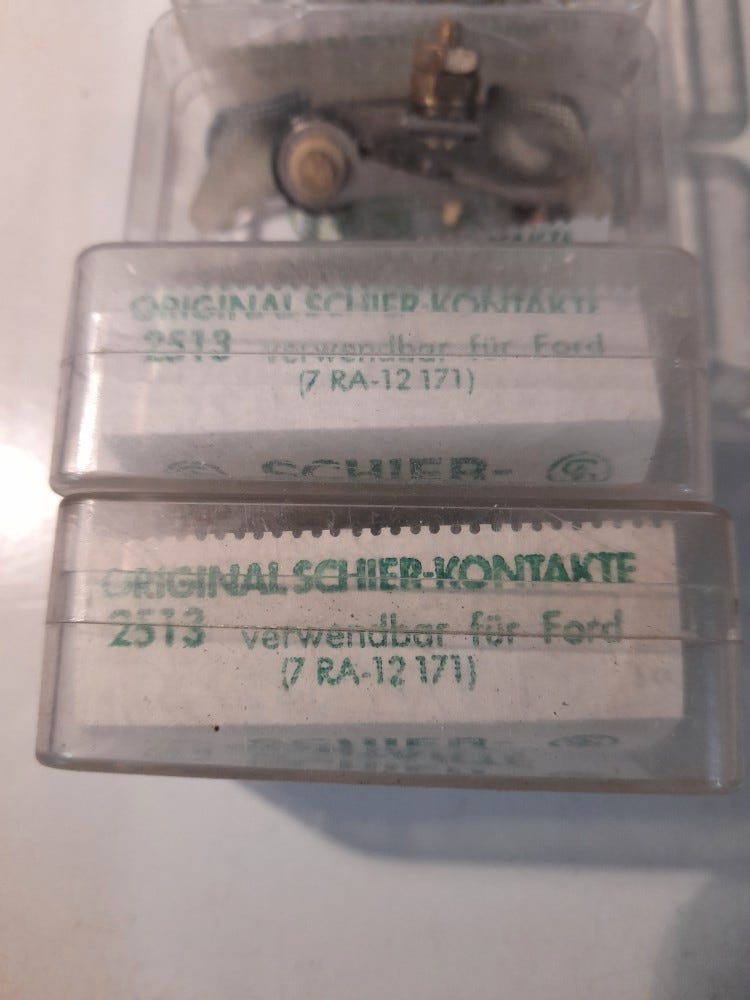 ORIGINAL SCHIER-KONTAKTE
2513 verwendbar für Ford
(7 RA-12 171)
SCHIER-
ORIGINAL SCHIER-KONTAKTE
2513 verwendbar für Ford
(7 RA-12 171)